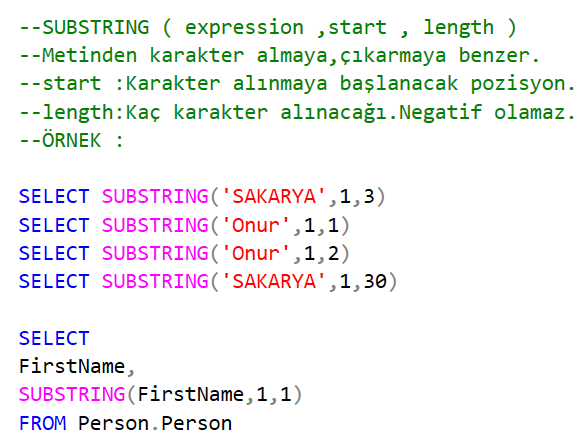 --SUBSTRING ( expression ,start , length )
--Metinden karakter almaya,çıkarmaya benzer.
--start :Karakter alınmaya başlanacak pozisyon.
--length:Kaç karakter alınacağı.Negatif olamaz.
--ÖRNEK :
SELECT SUBSTRING('SAKARYA',1,3)
SELECT SUBSTRING('Onur',1,1)
SELECT SUBSTRING('Onur',1,2)
SELECT SUBSTRING('SAKARYA',1,30)
SELECT
FirstName,
SUBSTRING(FirstName,1,1)
FROM Person.Person